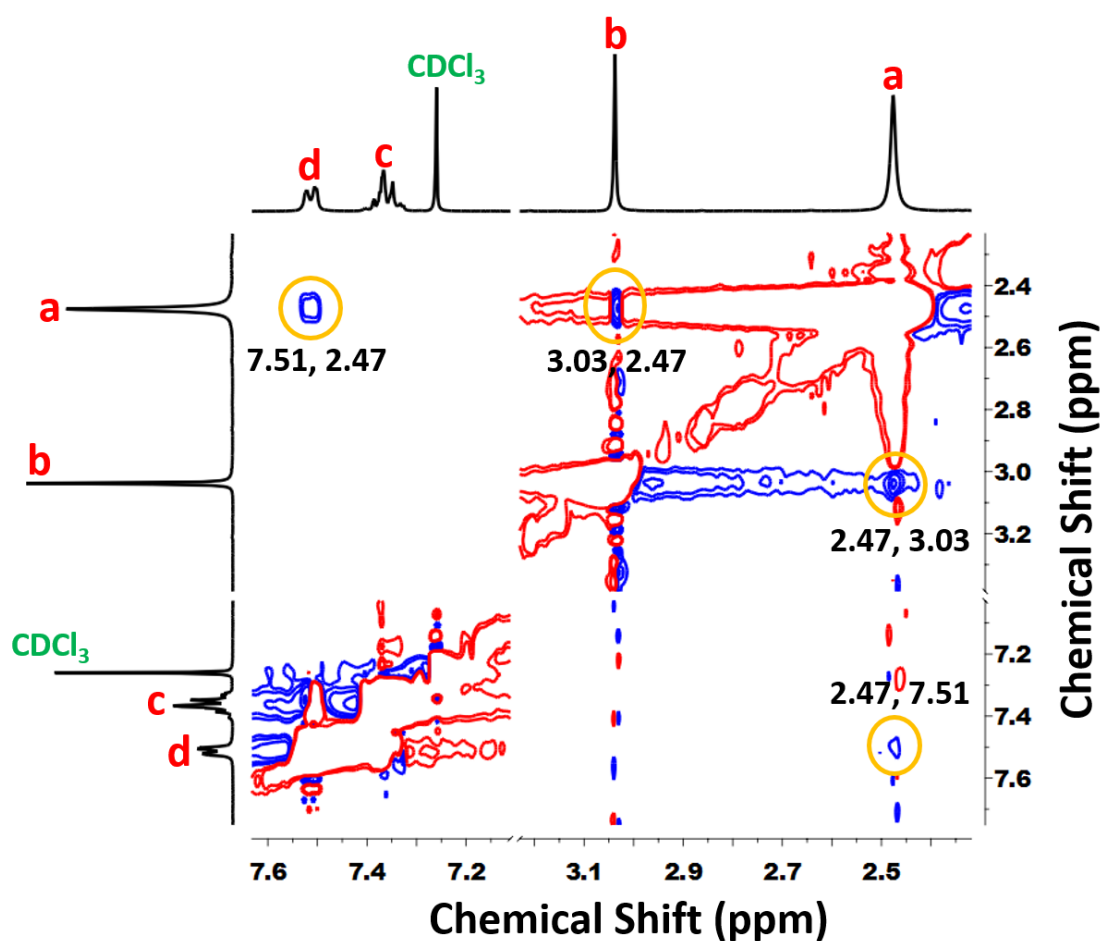 b
CDCl3
a
c
d
a
2.4
7.51, 2.47
3.03, 2.47
2.6
2.8
b
3.0
2.47, 3.03
3.2
CDCl3
7.2
c
2.47, 7.51
7.4
d
7.6
Chemical Shift (ppm)
7.6 7.4 7.2 3.1 2.9 2.7 2.5
Chemical Shift (ppm)